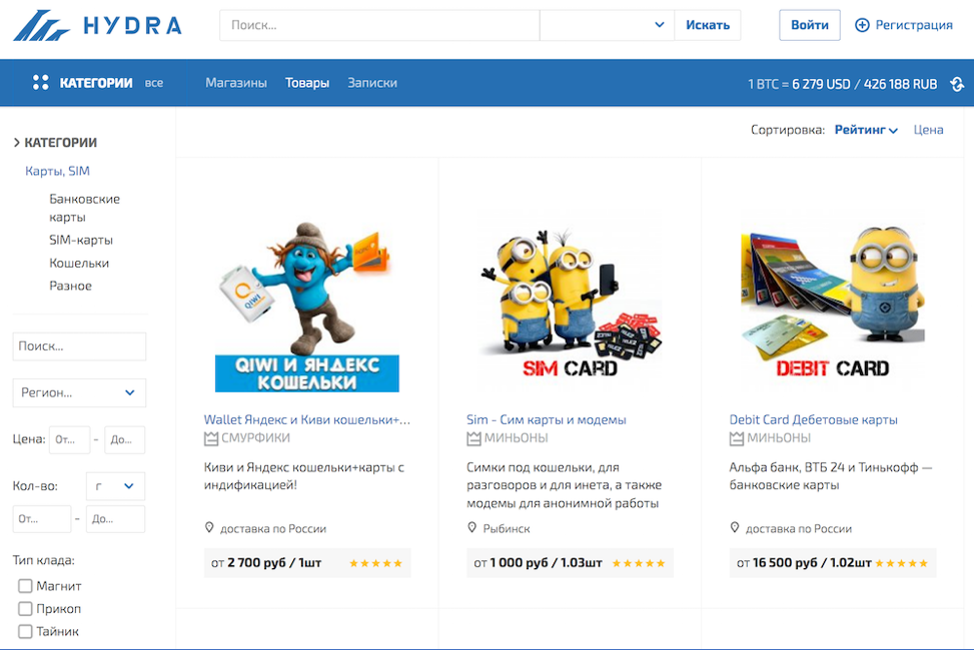 HYDRA
Поиск...
Искать
Войти
Регистрация
КАТЕГОРИИ все
Магазины
Товары
Записки
1 BTC = 6 279 USD / 426 188 RUB
КАТЕГОРИИ
Карты, SIM
Банковские
карты
SIM-карты
Кошельки
Разное
Поиск...
Регион...
Цена: От... - До...
Кол-во: г
От... - До...
Тип клада:
Магнит
Прикоп
Тайник
Сортировка: Рейтинг Цена
QIWI
QIWI И ЯНДЕКС
КОШЕЛЬКИ
Wallet Яндекс и Киви кошельки+...
СМУРФИКИ
Киви и Яндекс кошельки+карты с
индификацией!
доставка по России
от 2 700 руб / 1шт
SIM CARD
Sim - Сим карты и модемы
МИНЬОНЫ
Симки под кошельки, для
разговоров и для инета, а также
модемы для анонимной работы
Рыбинск
от 1 000 руб / 1.03шт
DEBIT CARD
Debit Card Дебетовые карты
МИНЬОНЫ
Альфа банк, ВТБ 24 и Тинькофф —
банковские карты
доставка по России
от 16 500 руб / 1.02шт